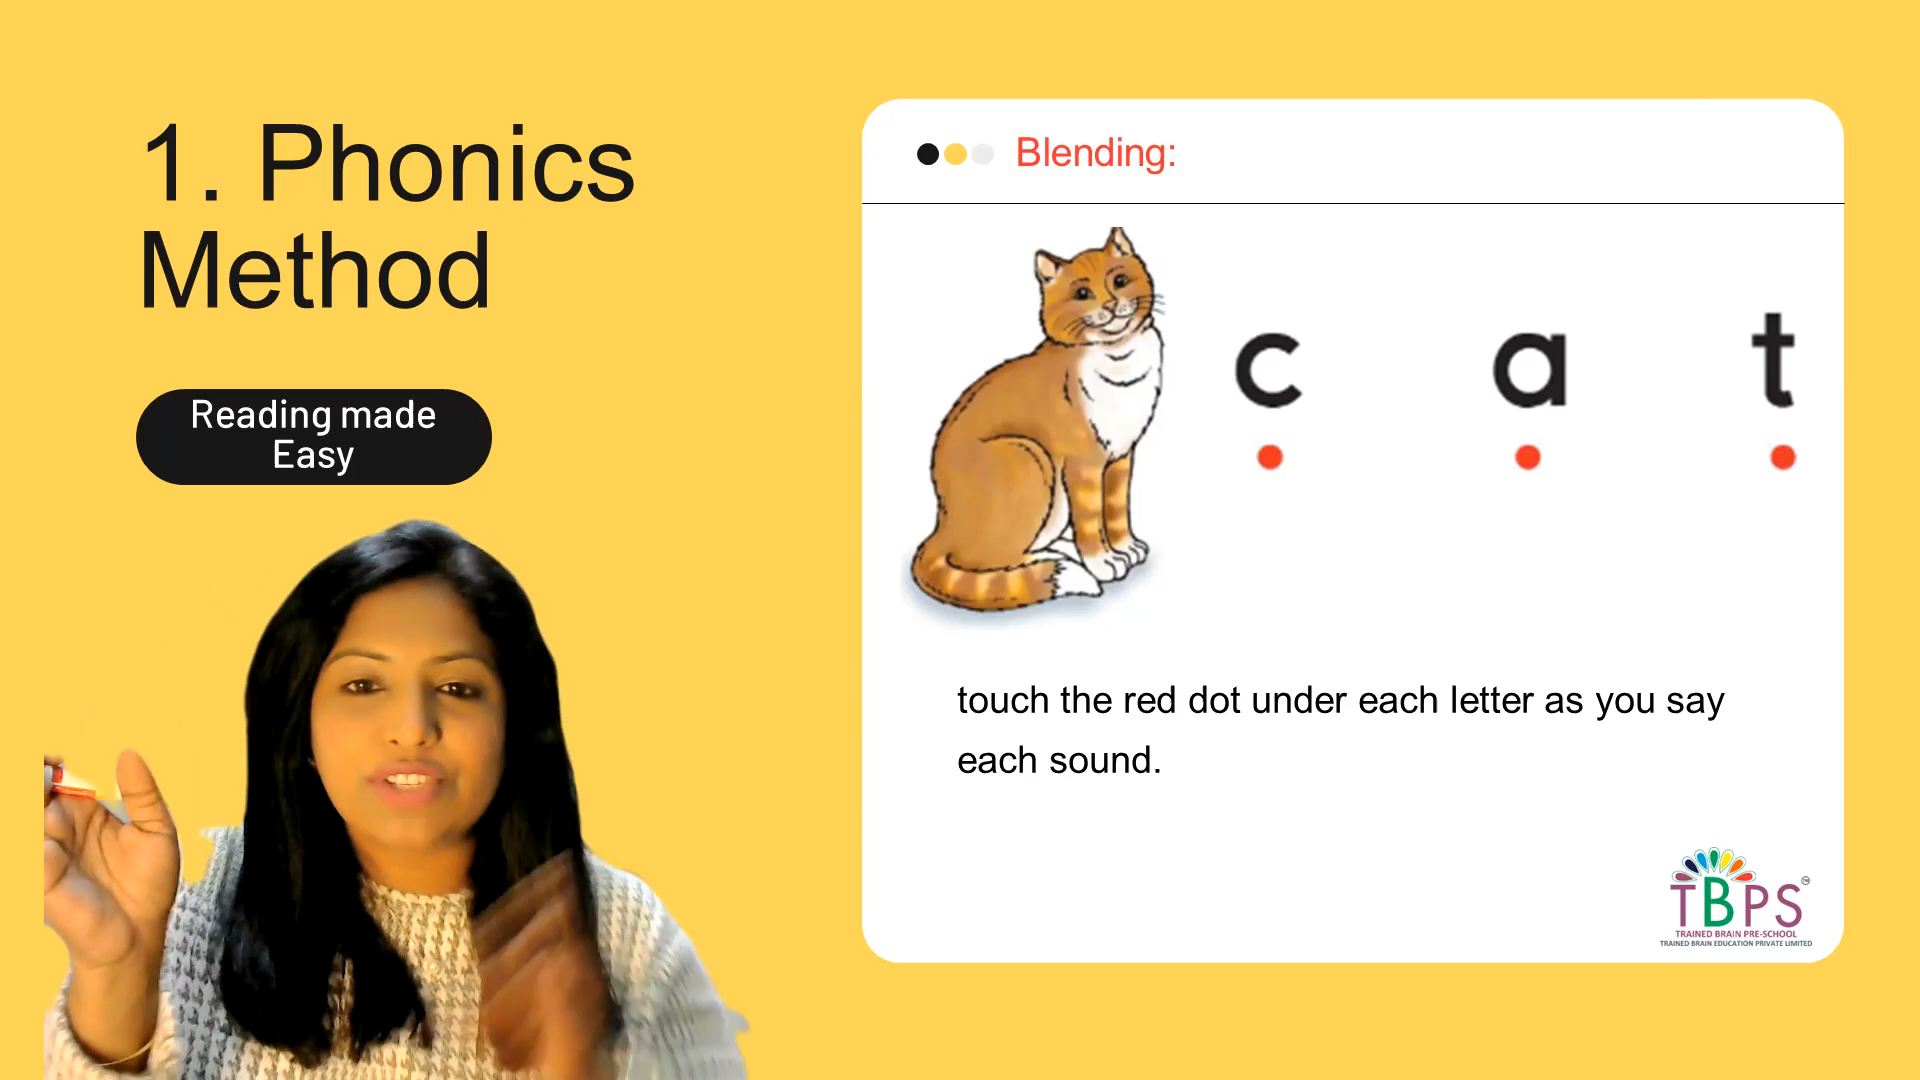 1. Phonics
Method
Reading made
Easy
Blending:
c a t
touch the red dot under each letter as you say
each sound.
TBPS™
TRAINED BRAIN PRE-SCHOOL
TRAINED BRAIN EDUCATION PRIVATE LIMITED